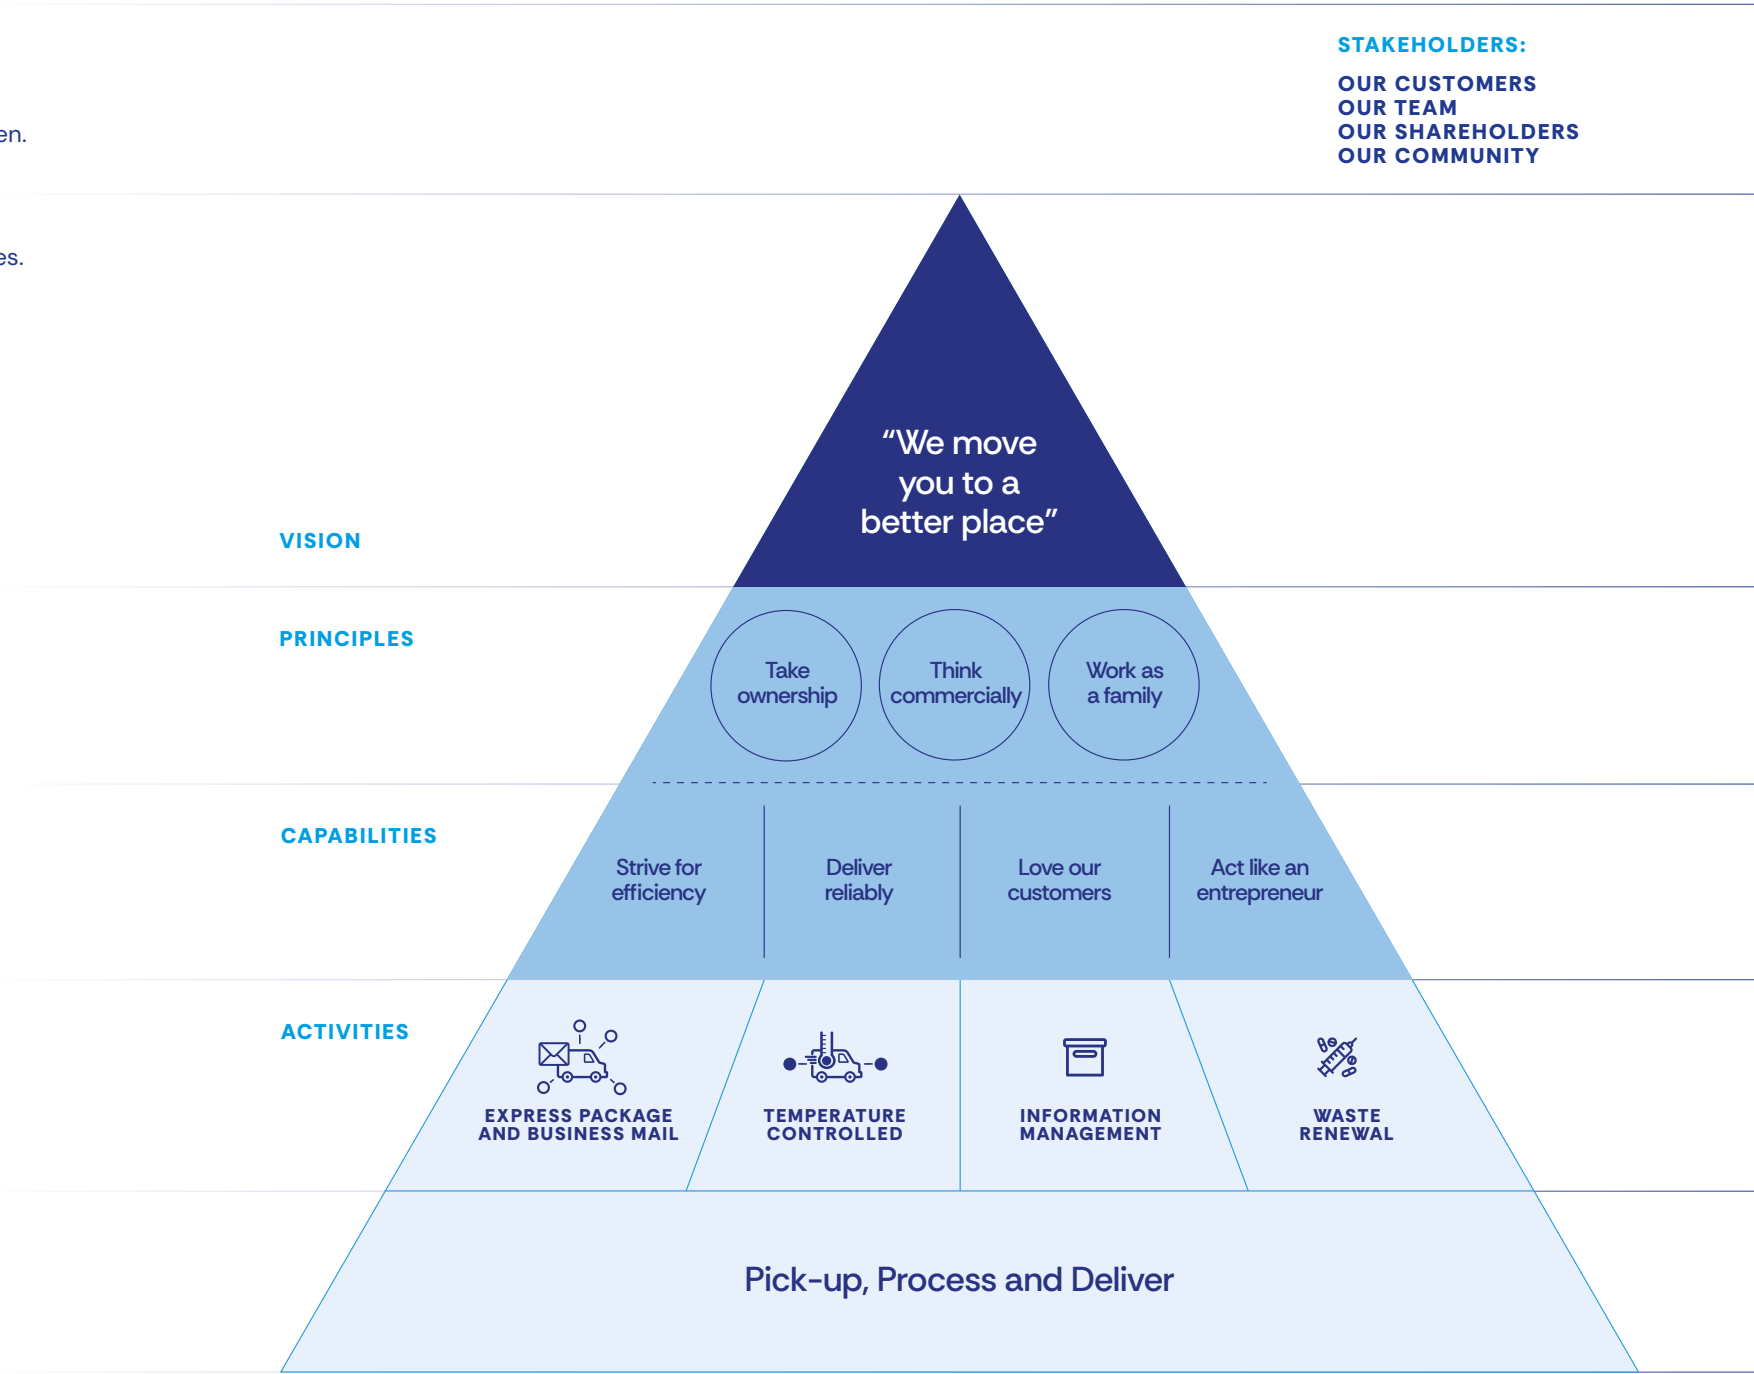 STAKEHOLDERS:
OUR CUSTOMERS
OUR TEAM
OUR SHAREHOLDERS
OUR COMMUNITY
en.
es.
“We move
you to a
better place”
VISION
PRINCIPLES
Take
ownership
Think
commercially
Work as
a family
CAPABILITIES
Strive for
efficiency
Deliver
reliably
Love our
customers
Act like an
entrepreneur
ACTIVITIES
EXPRESS PACKAGE
AND BUSINESS MAIL
TEMPERATURE
CONTROLLED
INFORMATION
MANAGEMENT
WASTE
RENEWAL
Pick-up, Process and Deliver